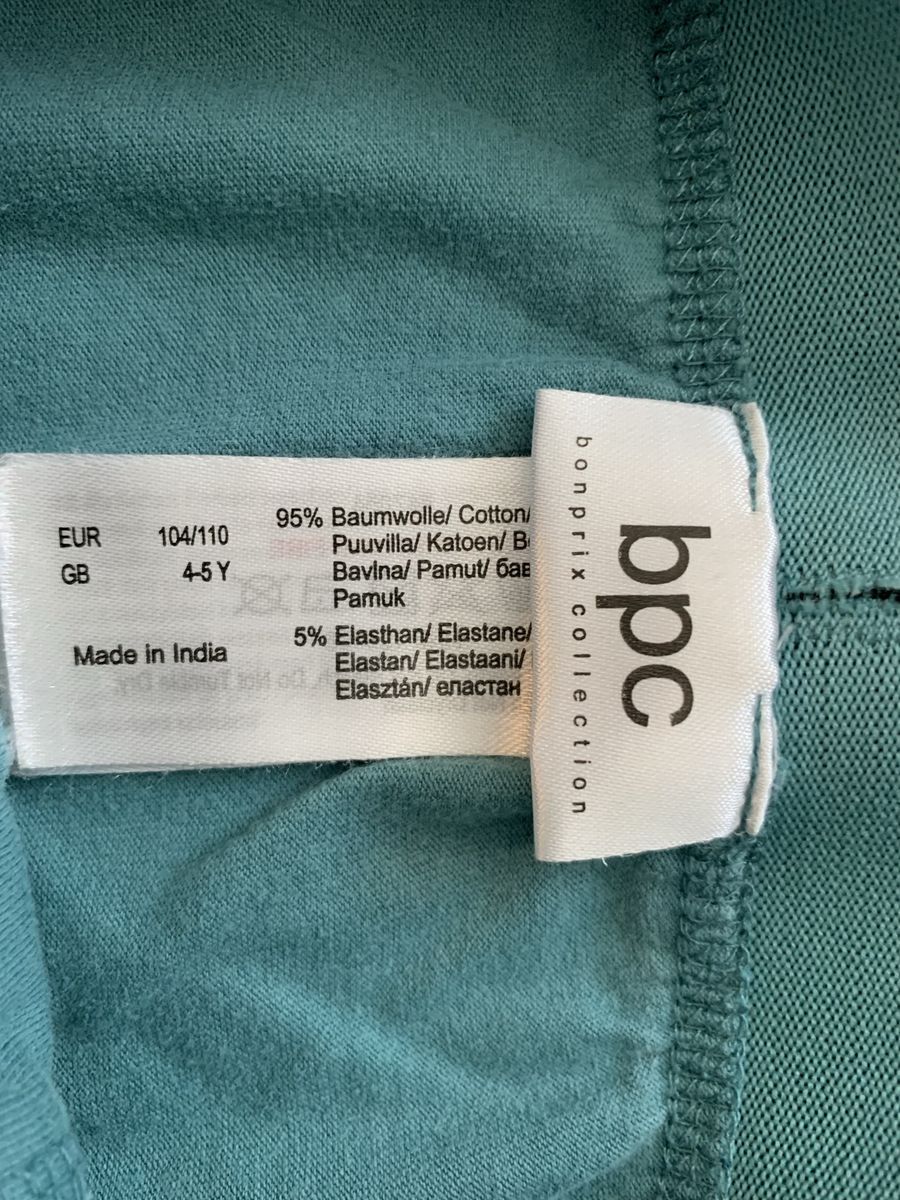 EUR 104/110
GB 4-5 Y
Made in India
95% Baumwolle/ Cotton/
Puuvilla/ Katoen/
Bavlna/ Pamut/
Pamuk
5% Elasthan/ Elastane/
Elastan/ Elastaani/
Elasztán/ еластан
bpc
bonprix collection